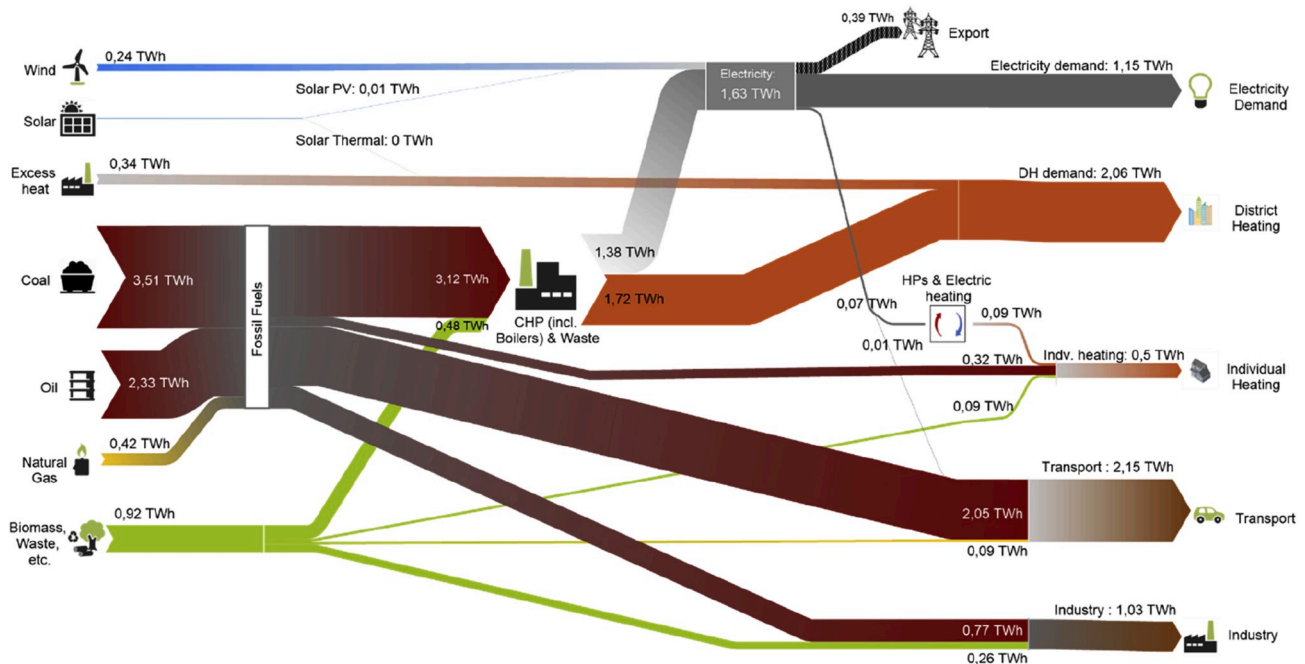 0,39 TWh
Export
0,24 TWh
Wind
Electricity demand: 1,15 TWh
Electricity:
1,63 TWh
Solar PV: 0,01 TWh
Electricity
Demand
Solar
Solar Thermal: 0 TWh
0,34 TWh
Excess
heat
DH demand: 2,06 TWh
District
Heating
Coal
3,51 TWh
Fossil Fuels
3,12 TWh
0,48 TWh
CHP (incl.
Boilers) & Waste
1,38 TWh
1,72 TWh
HPs & Electric
heating
0,07 TWh
0,09 TWh
0,01 TWh
0,32 TWh
Indv. heating: 0,5 TWh
Individual
Heating
0,09 TWh
Oil
2,33 TWh
0,42 TWh
Natural
Gas
Transport : 2,15 TWh
2,05 TWh
Transport
0,09 TWh
0,92 TWh
Biomass,
Waste,
etc.
Industry : 1,03 TWh
0,77 TWh
Industry
0,26 TWh